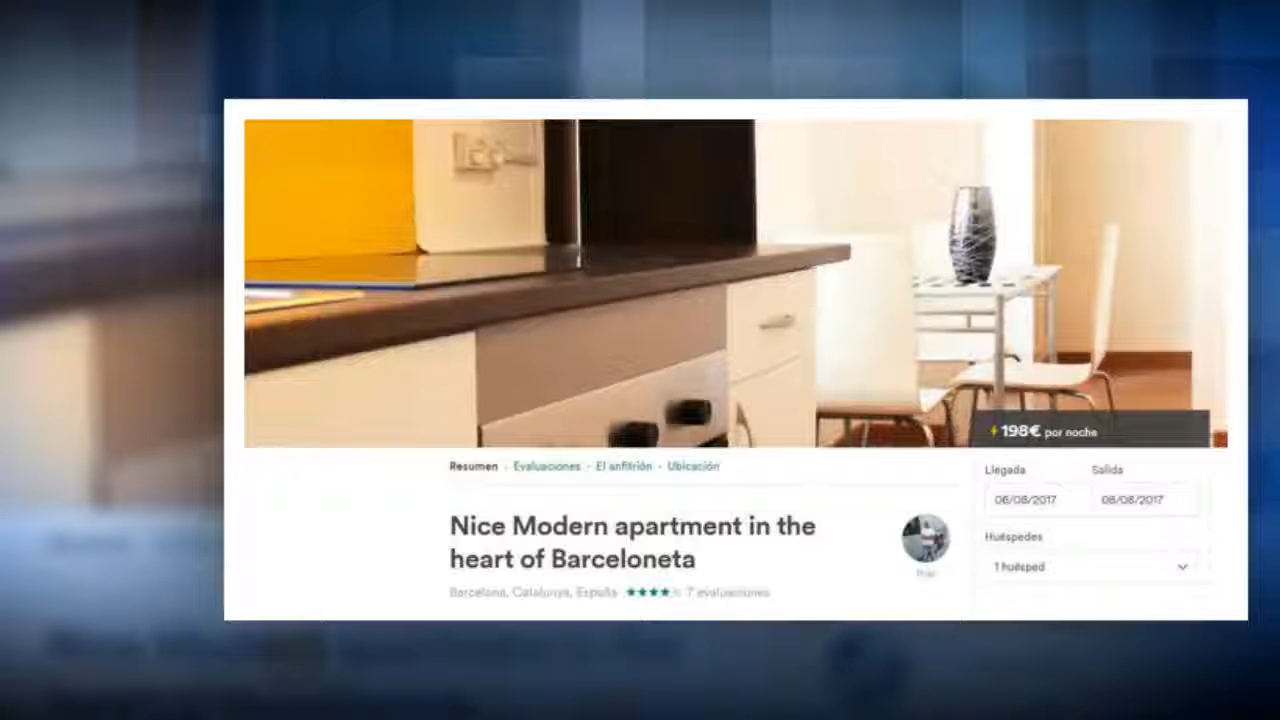 198€ por noche
Resumen · Evaluaciones · El anfitrión · Ubicación
Llegada Salida
06/08/2017 08/08/2017
Nice Modern apartment in the
heart of Barceloneta
Huéspedes
1 huésped
Barcelona, Catalunya, España ★★★★★ 7 evaluaciones